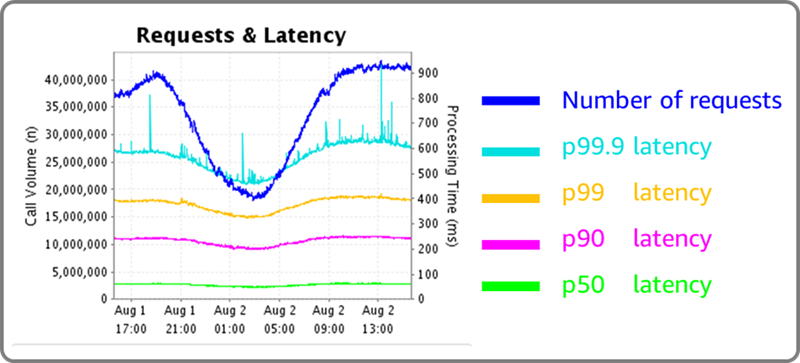 Requests & Latency
40,000,000
35,000,000
30,000,000
25,000,000
20,000,000
15,000,000
10,000,000
5,000,000
0
Call Volume (n)
900
800
700
600
500
400
300
200
100
0
Processing Time (ms)
Aug 1 Aug 1 Aug 2 Aug 2 Aug 2 Aug 2
17:00 21:00 01:00 05:00 09:00 13:00
Number of requests
p99.9 latency
p99 latency
p90 latency
p50 latency